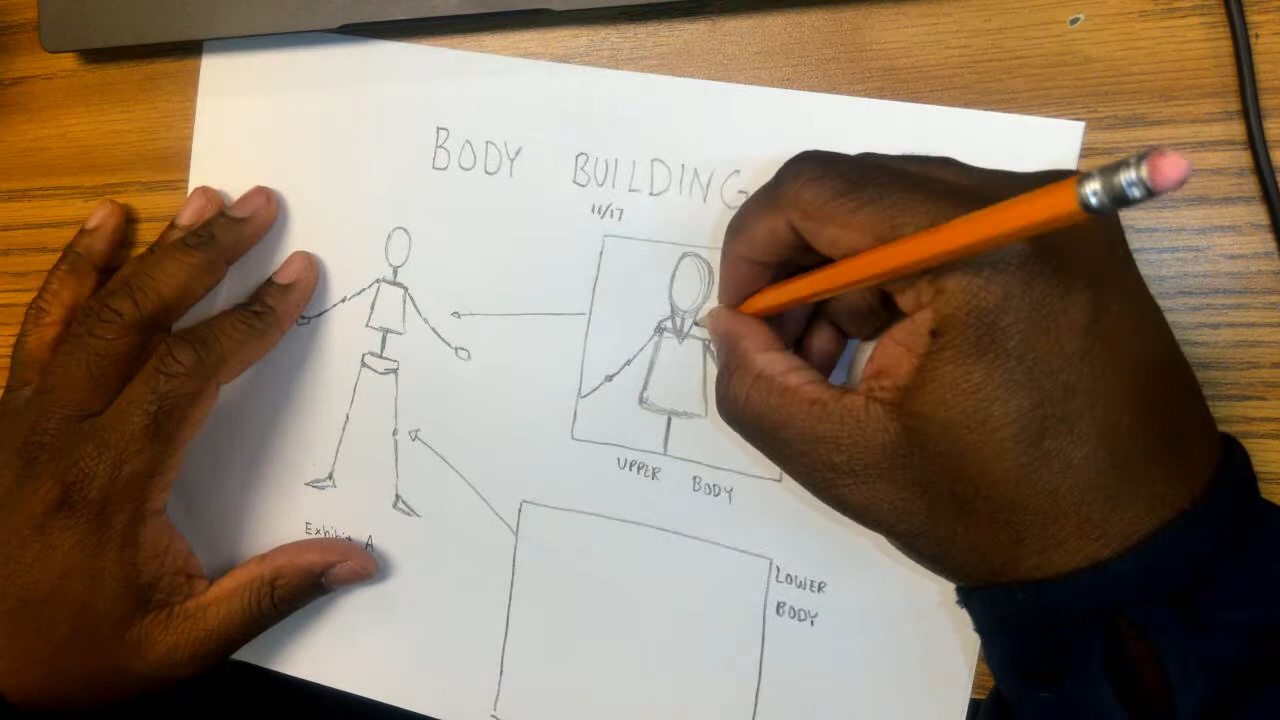 BODY BUILDING
11/17
UPPER BODY
Exhibit A
LOWER
BODY